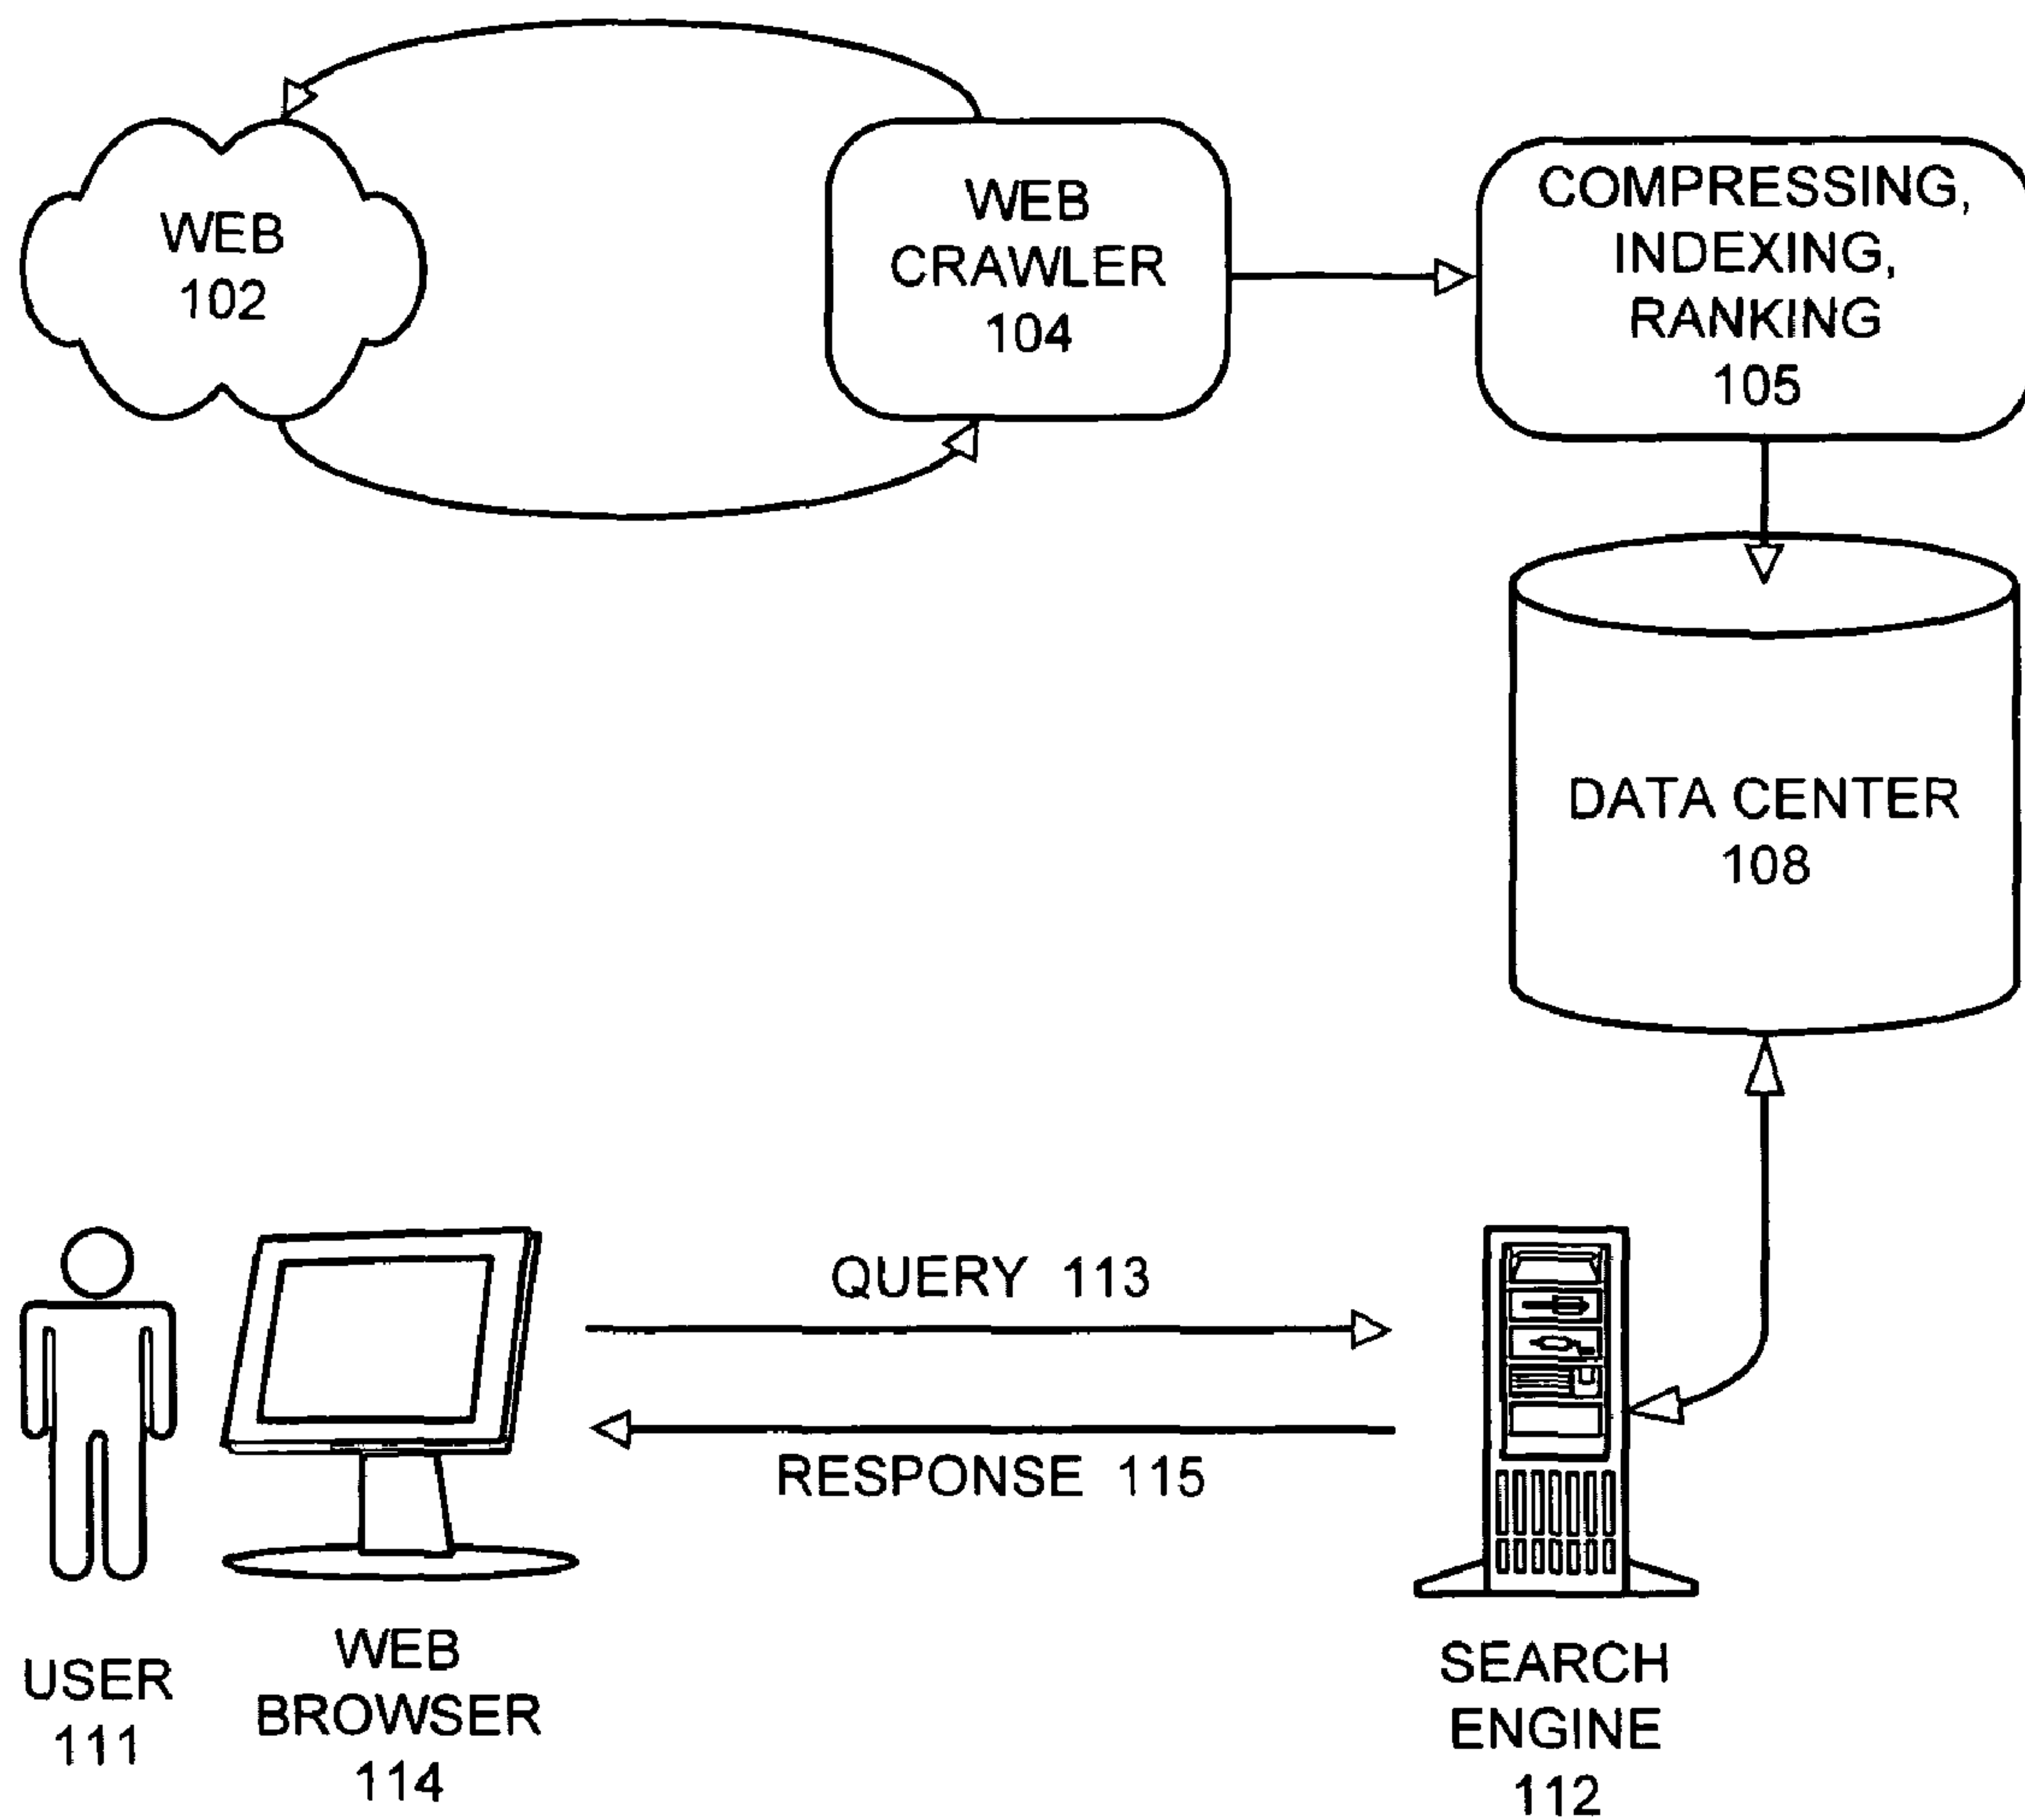 WEB
102
WEB
CRAWLER
104
COMPRESSING,
INDEXING,
RANKING
105
DATA CENTER
108
QUERY 113
RESPONSE 115
USER
111
WEB
BROWSER
114
SEARCH
ENGINE
112